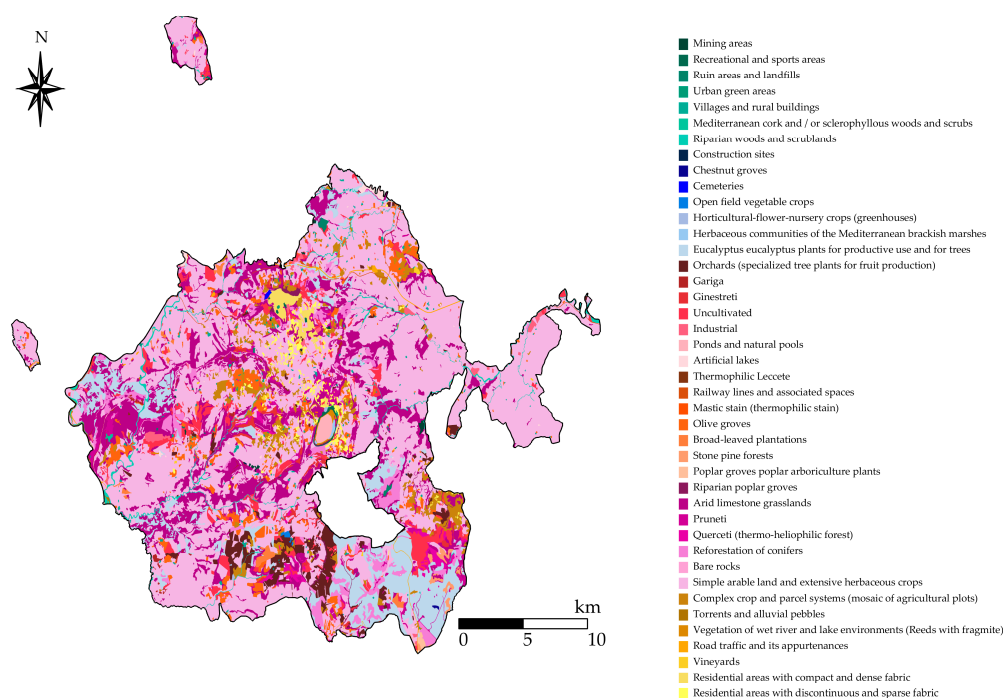 N
Mining areas
Recreational and sports areas
Ruin areas and landfills
Urban green areas
Villages and rural buildings
Mediterranean cork and / or sclerophyllous woods and scrubs
Riparian woods and scrublands
Construction sites
Chestnut groves
Cemeteries
Open field vegetable crops
Horticultural-flower-nursery crops (greenhouses)
Herbaceous communities of the Mediterranean brackish marshes
Eucalyptus eucalyptus plants for productive use and for trees
Orchards (specialized tree plants for fruit production)
Gariga
Ginestreti
Uncultivated
Industrial
Ponds and natural pools
Artificial lakes
Thermophilic Leccete
Railway lines and associated spaces
Mastic stain (thermophilic stain)
Olive groves
Broad-leaved plantations
Stone pine forests
Poplar groves poplar arboriculture plants
Riparian poplar groves
Arid limestone grasslands
Pruneti
Querceti (thermo-heliophilic forest)
Reforestation of conifers
Bare rocks
Simple arable land and extensive herbaceous crops
Complex crop and parcel systems (mosaic of agricultural plots)
Torrents and alluvial pebbles
Vegetation of wet river and lake environments (Reeds with fragmite)
Road traffic and its appurtenances
Vineyards
Residential areas with compact and dense fabric
Residential areas with discontinuous and sparse fabric
km
0 5 10